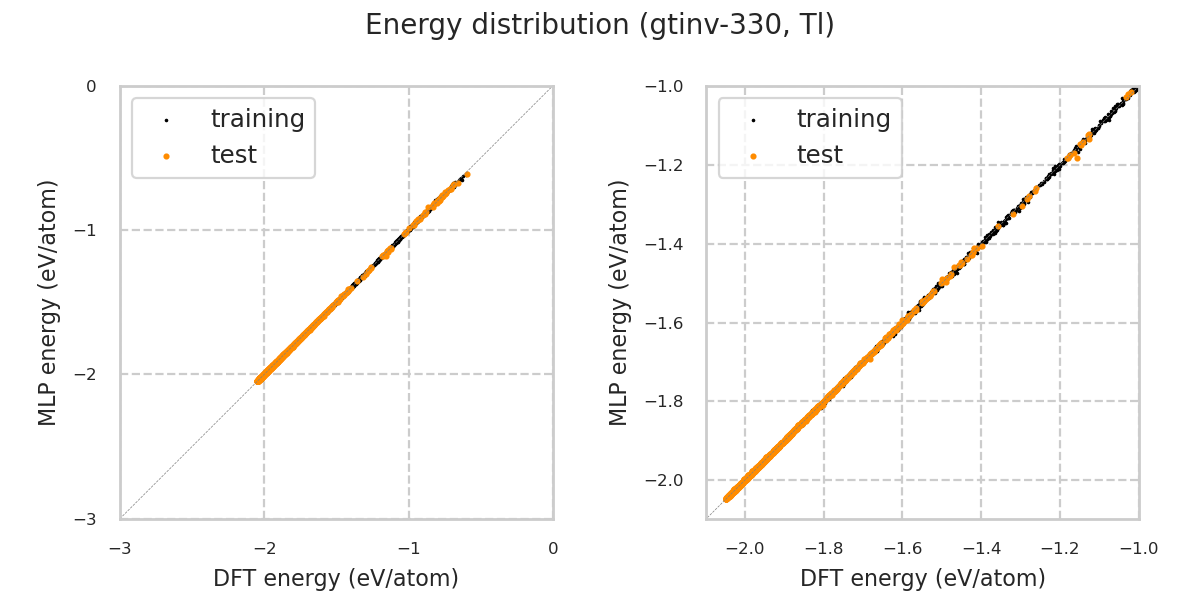 Energy distribution (gtinv-330, Tl)
training
test
0
−1
−2
−3
−3
−2
−1
0
MLP energy (eV/atom)
DFT energy (eV/atom)
training
test
−1.0
−1.2
−1.4
−1.6
−1.8
−2.0
−2.0
−1.8
−1.6
−1.4
−1.2
−1.0
MLP energy (eV/atom)
DFT energy (eV/atom)